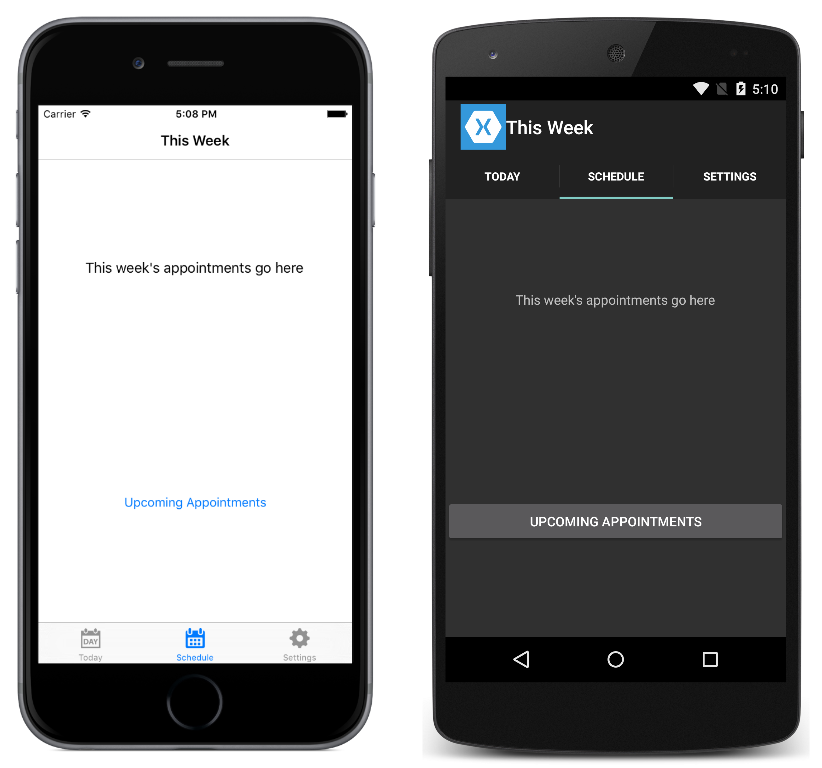 Carrier 5:08 PM
This Week
This week's appointments go here
Upcoming Appointments
DAY
Today Schedule Settings
5:10
X This Week
TODAY SCHEDULE SETTINGS
This week's appointments go here
UPCOMING APPOINTMENTS